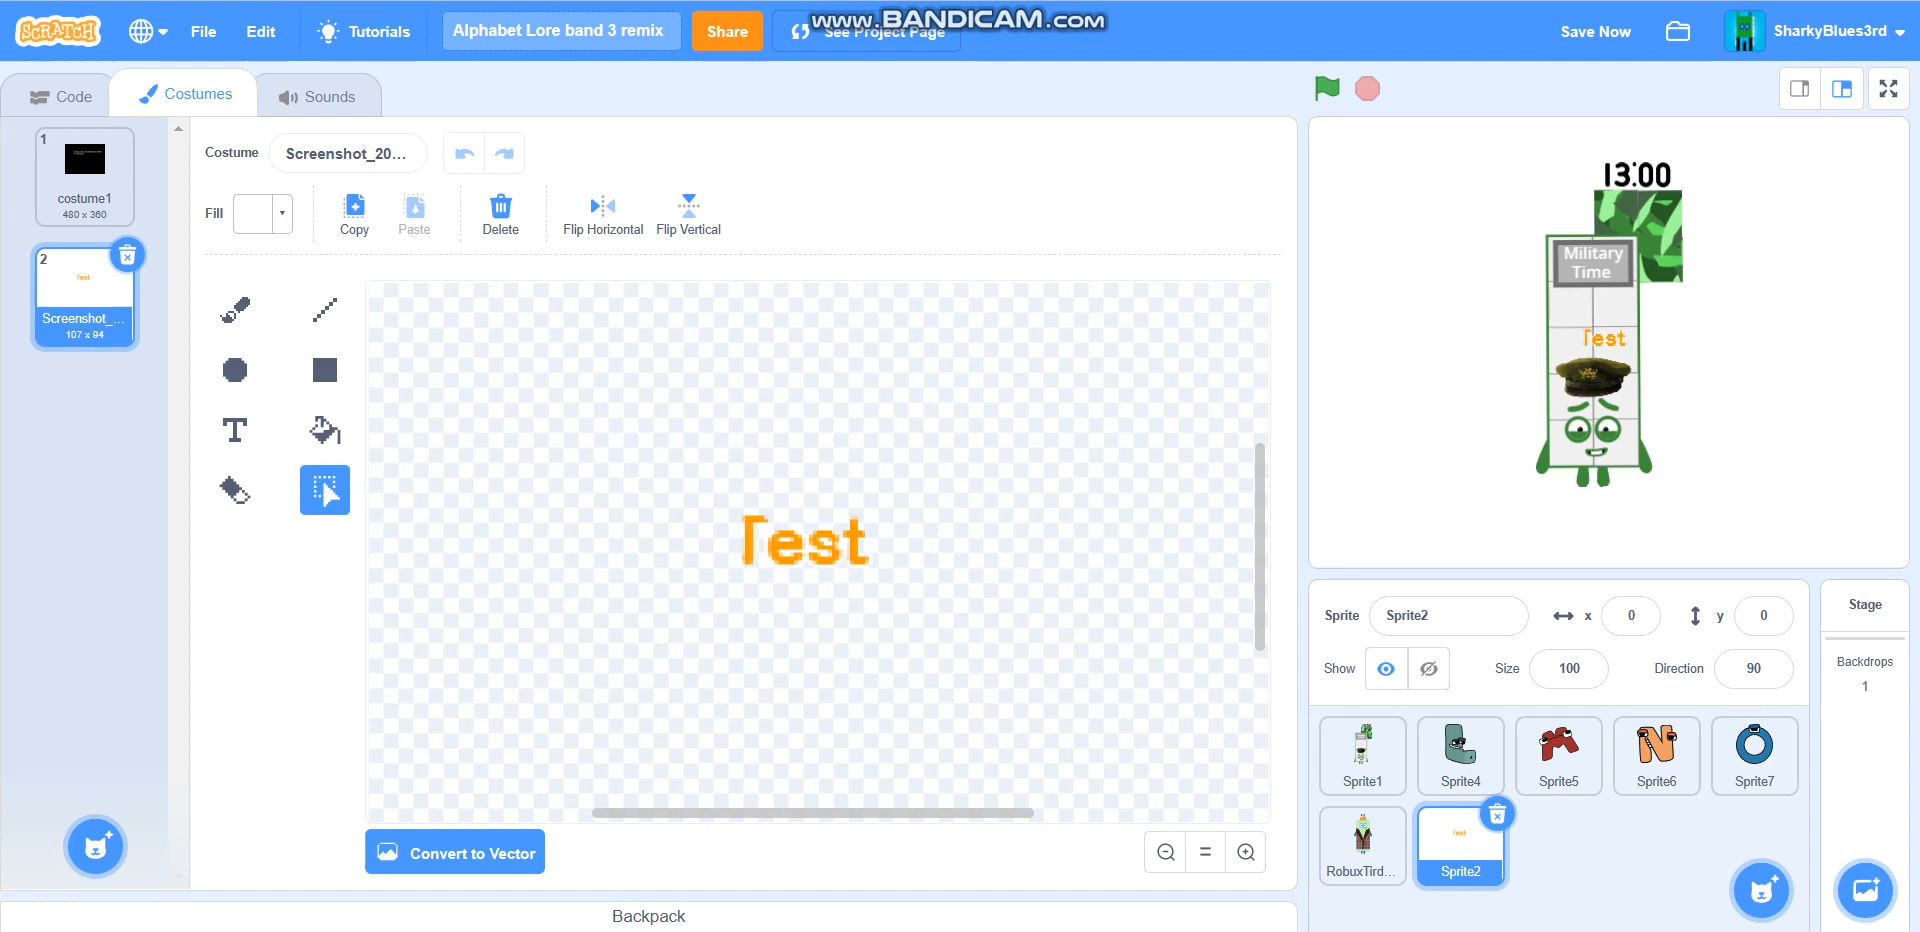 SCRATCH
File
Edit
Tutorials
Alphabet Lore band 3 remix
Share
See Project Page
www.BANDICAM.com
Save Now
SharkyBlues3rd
Code
Costumes
Sounds
1
costume1
480 x 360
2
Test
Screenshot_...
107 x 94
Costume
Screenshot_20...
Fill
Copy
Paste
Delete
Flip Horizontal
Flip Vertical
T
Test
Convert to Vector
Backpack
13:00
Military
Time
Test
Sprite
Sprite2
x
0
y
0
Show
Size
100
Direction
90
Stage
Backdrops
1
Sprite1
Sprite4
Sprite5
Sprite6
Sprite7
RobuxTird...
Test
Sprite2